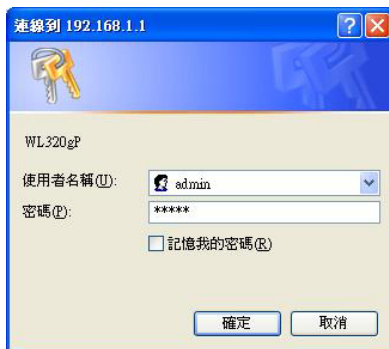 連線到 192.168.1.1
WL320gP
使用者名稱(U):
admin
密碼(P):
*****
記憶我的密碼(R)
確定
取消